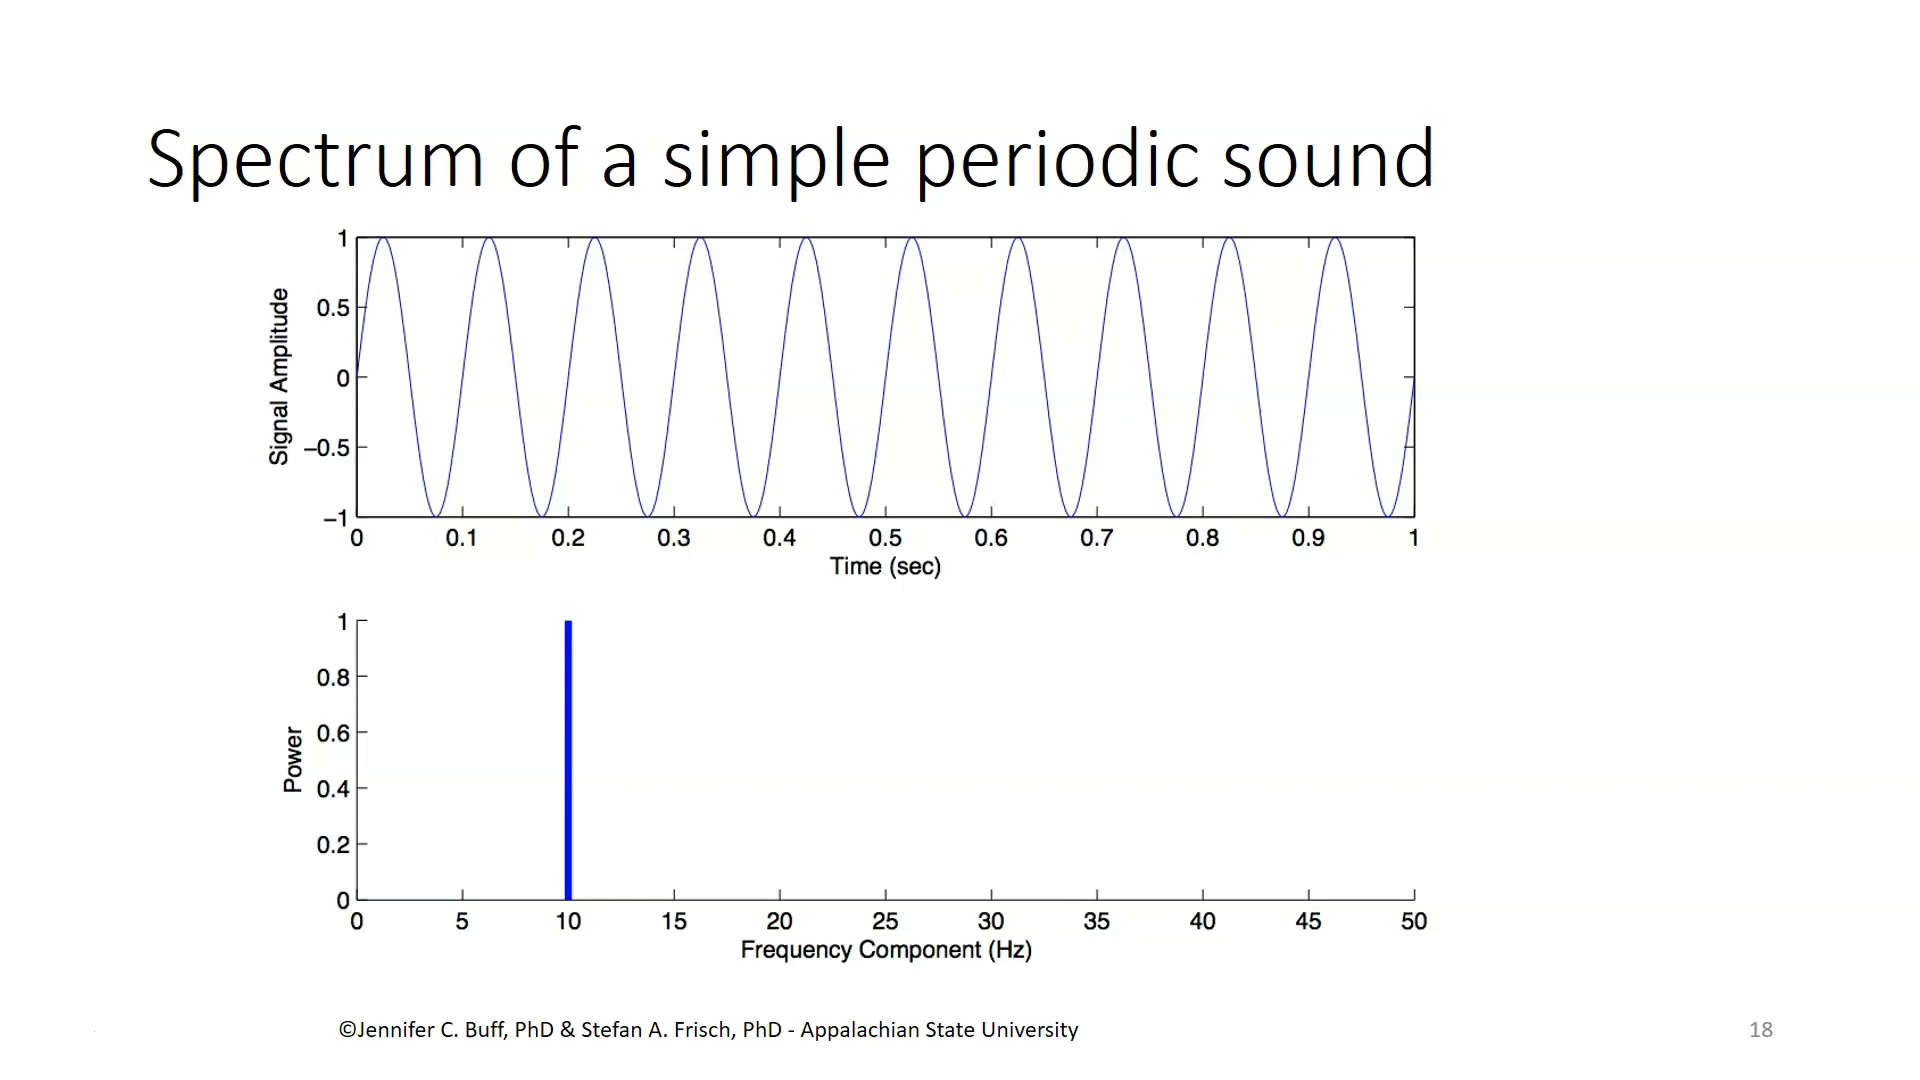 Spectrum of a simple periodic sound
1
0.5
0
−0.5
−1
Signal Amplitude
0 0.1 0.2 0.3 0.4 0.5 0.6 0.7 0.8 0.9 1
Time (sec)
1
0.8
0.6
0.4
0.2
0
Power
0 5 10 15 20 25 30 35 40 45 50
Frequency Component (Hz)
©Jennifer C. Buff, PhD & Stefan A. Frisch, PhD - Appalachian State University
18